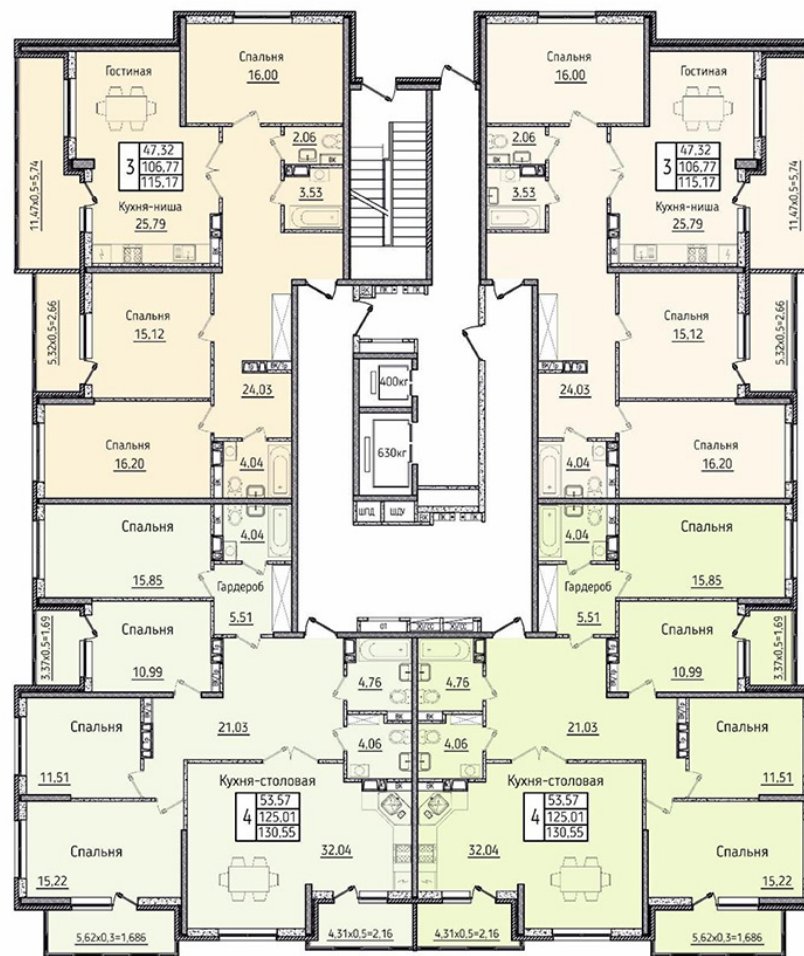 Гостиная
Спальня
16.00
2.06
ВК
3.53
3
47.32
106.77
115.17
Кухня-ниша
25.79
11,47х0,5=5,74
5.32х0,5=2.66
Спальня
15.12
24.03
Спальня
16.20
4.04
Спальня
16.00
Гостиная
2.06
ВК
3.53
3
47.32
106.77
115.17
Кухня-ниша
25.79
11,47х0,5=5,74
5.32х0,5=2.66
Спальня
15.12
24.03
Спальня
16.20
4.04
400кг
630кг
ШПД
ШДУ
Спальня
15.85
4.04
Гардероб
5.51
Спальня
10.99
3.37х0,5=1,69
4.76
ВК
4.06
21.03
Спальня
11.51
Спальня
15,22
Кухня-столовая
4
53.57
125.01
130.55
32.04
ВК
5,62х0,3=1,686
4,31х0,5=2,16
4.04
Спальня
15.85
Гардероб
5.51
Спальня
10.99
3.37х0,5=1,69
4.76
ВК
4.06
21.03
Спальня
11.51
Спальня
15,22
Кухня-столовая
4
53.57
125.01
130.55
32.04
ВК
4,31х0,5=2,16
5,62х0,3=1,686